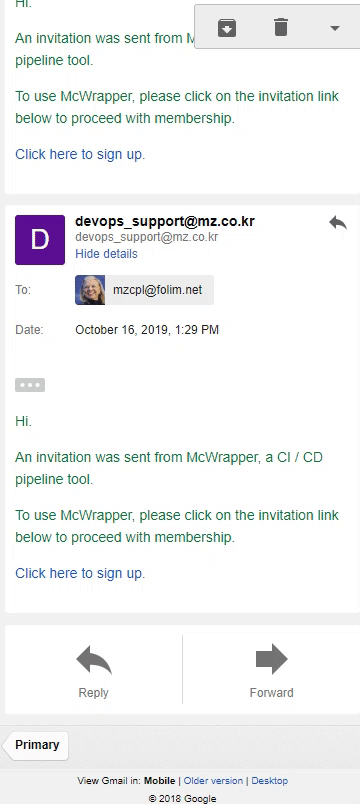 Hi.
An invitation was sent from M
pipeline tool.
To use McWrapper, please click on the invitation link
below to proceed with membership.
Click here to sign up.
D
devops_support@mz.co.kr
devops_support@mz.co.kr
Hide details
To: mzcpl@folim.net
Date: October 16, 2019, 1:29 PM
Hi.
An invitation was sent from McWrapper, a CI / CD
pipeline tool.
To use McWrapper, please click on the invitation link
below to proceed with membership.
Click here to sign up.
Reply Forward
Primary
View Gmail in: Mobile | Older version | Desktop
© 2018 Google